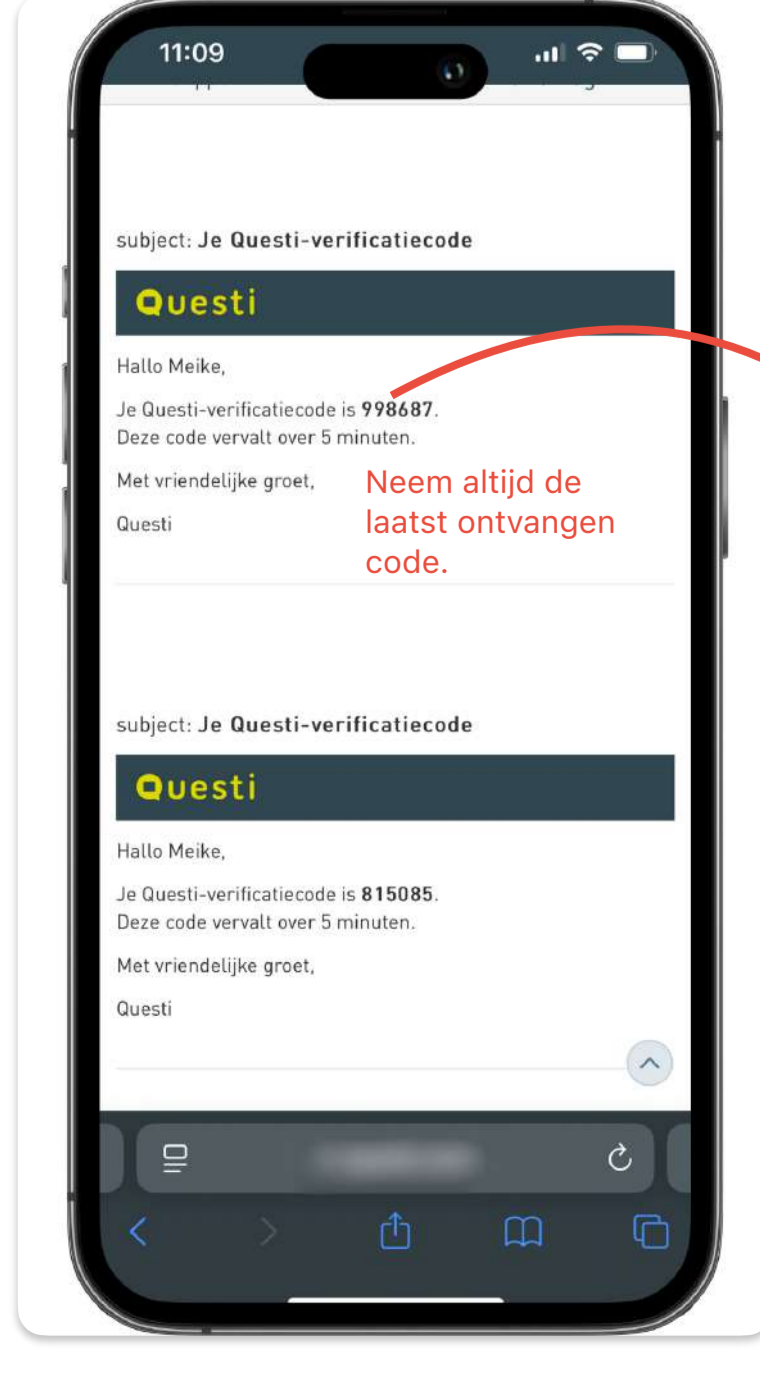 11:09
subject: Je Questi-verificatiecode
Questi
Hallo Meike,
Je Questi-verificatiecode is 998687.
Deze code vervalt over 5 minuten.
Met vriendelijke groet,
Questi
Neem altijd de
laatst ontvangen
code.
subject: Je Questi-verificatiecode
Questi
Hallo Meike,
Je Questi-verificatiecode is 815085.
Deze code vervalt over 5 minuten.
Met vriendelijke groet,
Questi